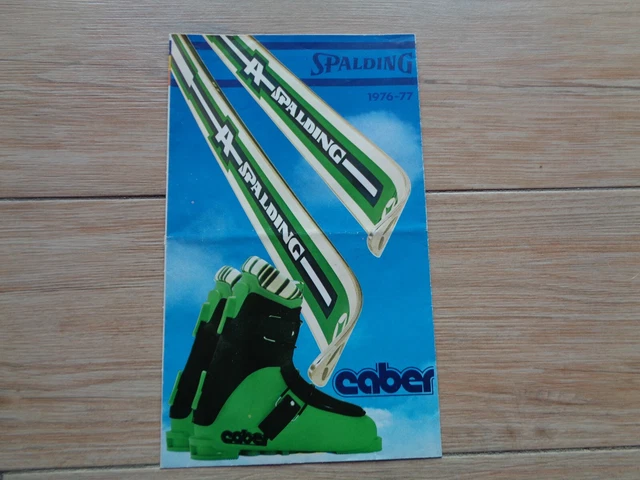 SPALDING
1976-77
A SPALDING
A SPALDING
caber
caber